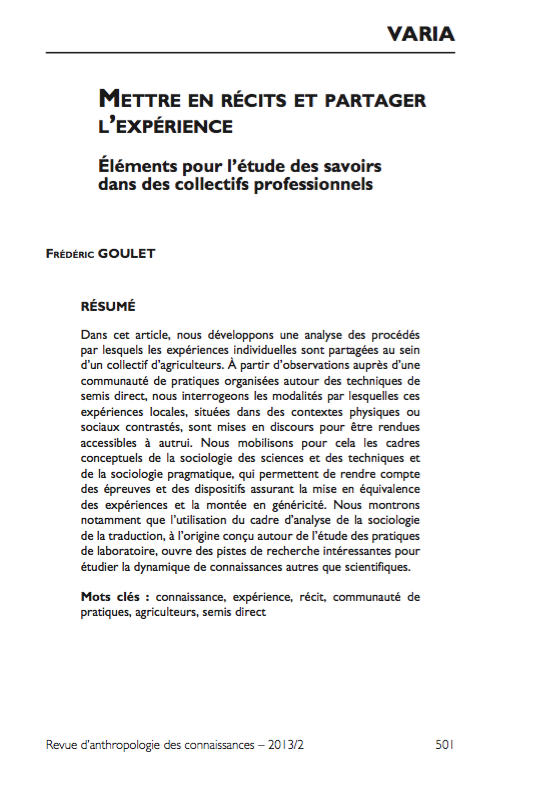 VARIA
METTRE EN RÉCITS ET PARTAGER
L'EXPÉRIENCE
Éléments pour l'étude des savoirs
dans des collectifs professionnels
FRÉDÉRIC GOULET
RÉSUMÉ
Dans cet article, nous développons une analyse des procédés
par lesquels les expériences individuelles sont partagées au sein
d'un collectif d'agriculteurs. À partir d'observations auprès d'une
communauté de pratiques organisées autour des techniques de
semis direct, nous interrogeons les modalités par lesquelles ces
expériences locales, situées dans des contextes physiques ou
sociaux contrastés, sont mises en discours pour être rendues
accessibles à autrui. Nous mobilisons pour cela les cadres
conceptuels de la sociologie des sciences et des techniques et
de la sociologie pragmatique, qui permettent de rendre compte
des épreuves et des dispositifs assurant la mise en équivalence
des expériences et la montée en généricité. Nous montrons
notamment que l'utilisation du cadre d'analyse de la sociologie
de la traduction, à l'origine conçu autour de l'étude des pratiques
de laboratoire, ouvre des pistes de recherche intéressantes pour
étudier la dynamique de connaissances autres que scientifiques.
Mots clés : connaissance, expérience, récit, communauté de
pratiques, agriculteurs, semis direct
Revue d'anthropologie des connaissances – 2013/2 501